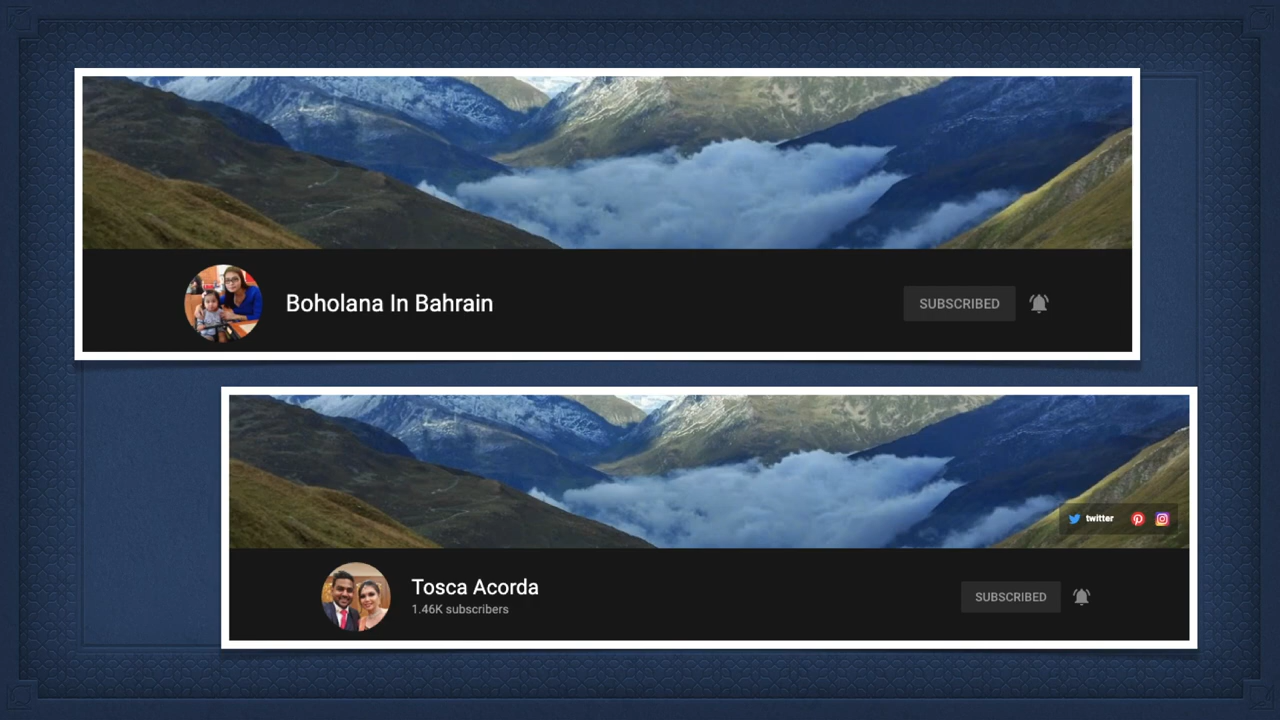 Boholana In Bahrain
SUBSCRIBED
twitter
Tosca Acorda
1.46K subscribers
SUBSCRIBED